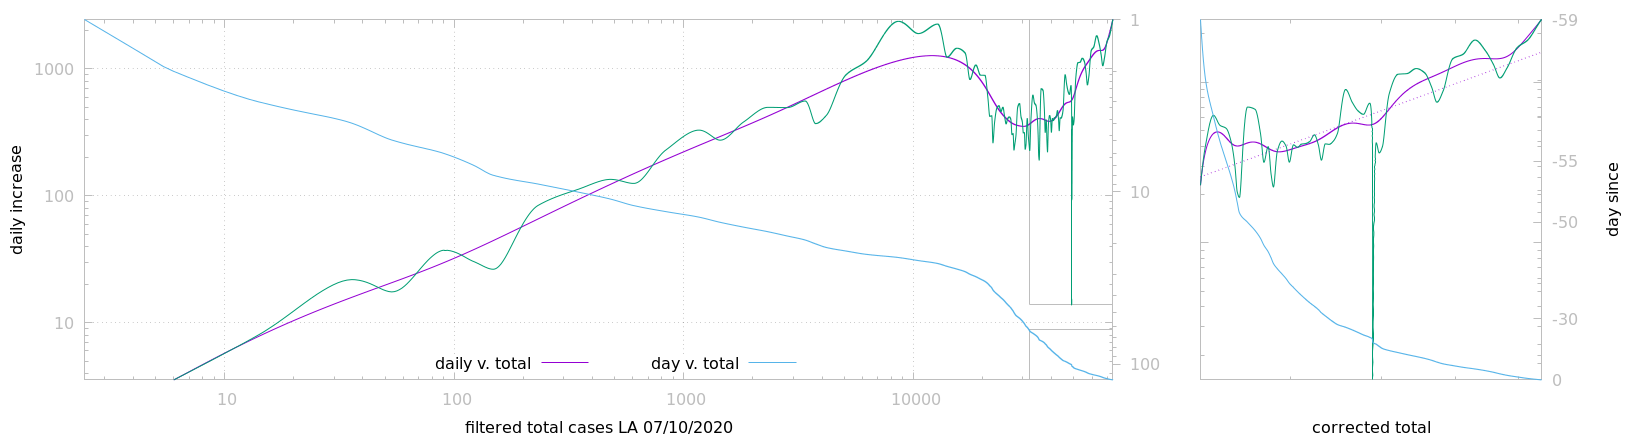 1
-59
1000
daily increase
100
10
-55
day since
-50
10
-30
daily v. total
day v. total
100
0
10
100
1000
10000
filtered total cases LA 07/10/2020
corrected total